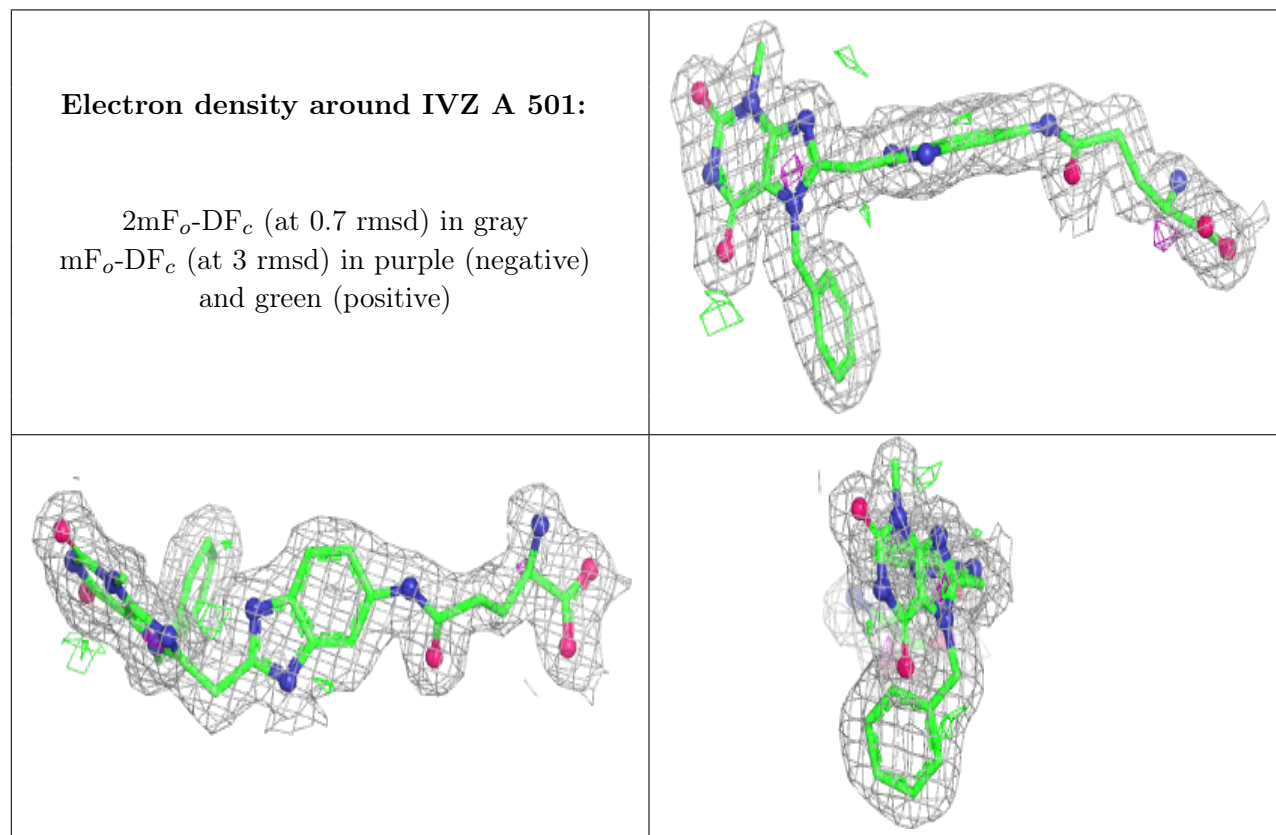 Electron density around IVZ A 501:
2mFo-DFc (at 0.7 rmsd) in gray
mFo-DFc (at 3 rmsd) in purple (negative)
and green (positive)